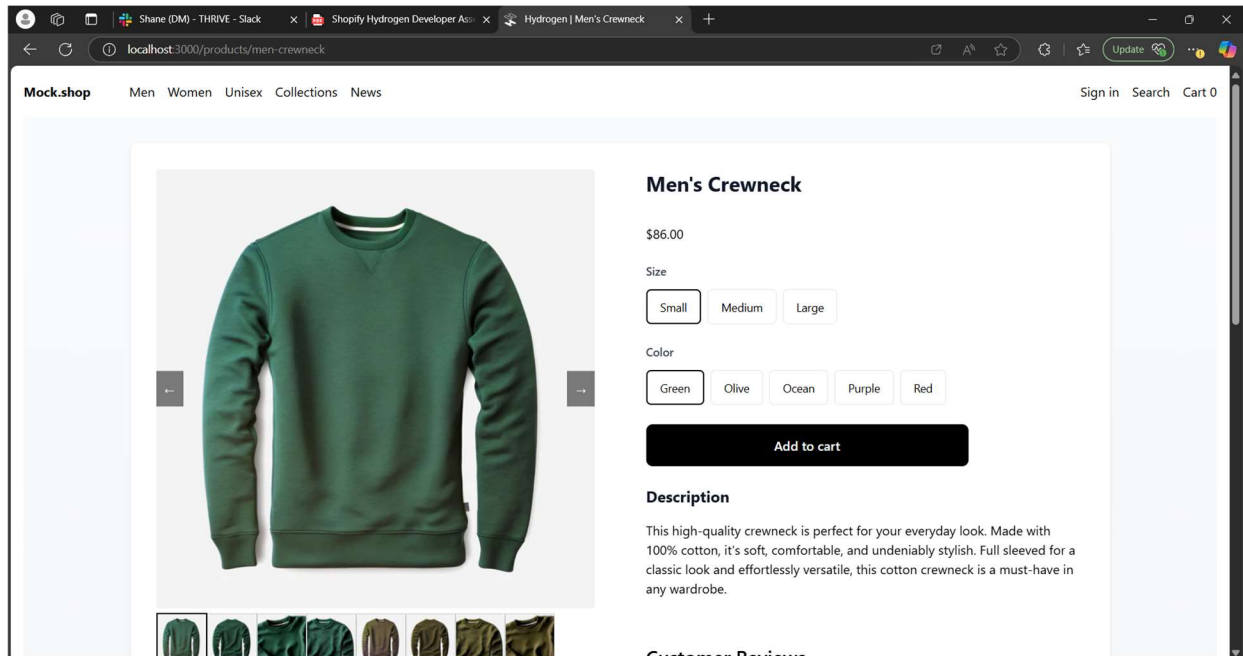 Shane (DM) - THRIVE - Slack
Shopify Hydrogen Developer Ass
Hydrogen | Men's Crewneck
localhost:3000/products/men-crewneck
Update
Mock.shop
Men Women Unisex Collections News
Sign in Search Cart 0
Men's Crewneck
$86.00
Size
Small Medium Large
Color
Green Olive Ocean Purple Red
Add to cart
Description
This high-quality crewneck is perfect for your everyday look. Made with
100% cotton, it's soft, comfortable, and undeniably stylish. Full sleeved for a
classic look and effortlessly versatile, this cotton crewneck is a must-have in
any wardrobe.
Customer Reviews